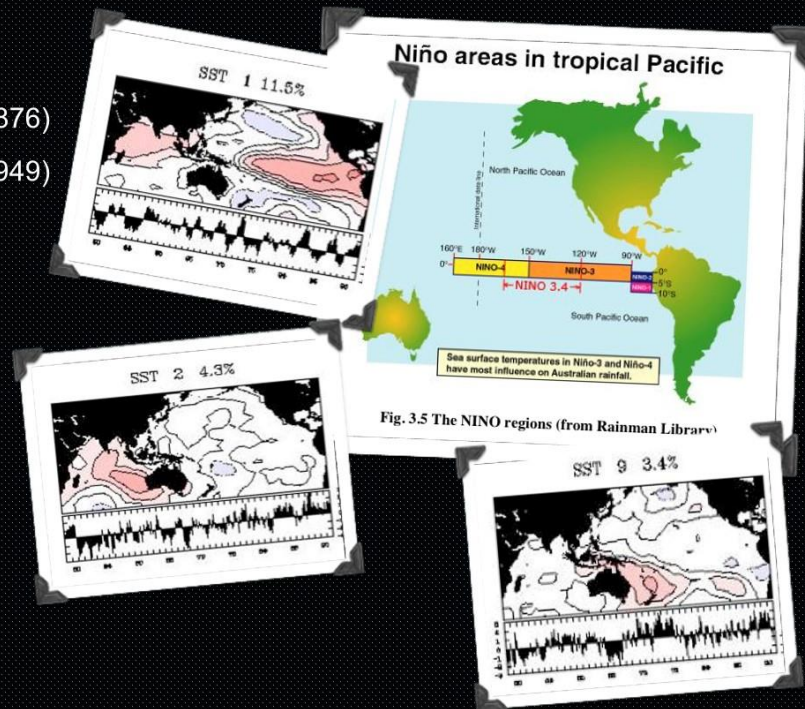 376)
949)
SST 1 11.5%
Niño areas in tropical Pacific
North Pacific Ocean
International date line
160°E 180°W 150°W 120°W 90°W
0° NINO-4 NINO-3 NINO-2 0°
NINO-1 5°S
NINO 3.4 10°S
South Pacific Ocean
Sea surface temperatures in Niño-3 and Niño-4
have most influence on Australian rainfall.
Fig. 3.5 The NINO regions (from Rainman Library)
SST 2 4.3%
SST 9 3.4%